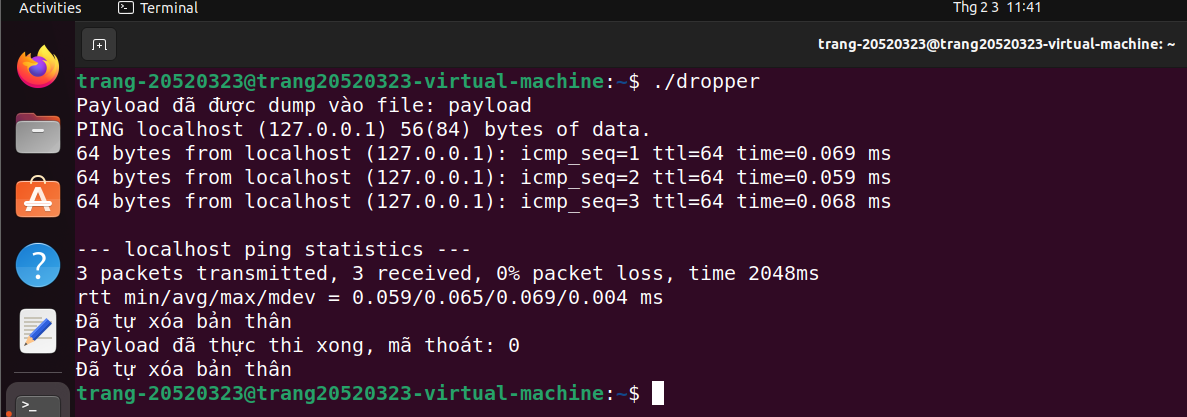 Activities
Terminal
Thg 2 3 11:41
trang-20520323@trang20520323-virtual-machine: ~
trang-20520323@trang20520323-virtual-machine:~$ ./dropper
Payload đã được dump vào file: payload
PING localhost (127.0.0.1) 56(84) bytes of data.
64 bytes from localhost (127.0.0.1): icmp_seq=1 ttl=64 time=0.069 ms
64 bytes from localhost (127.0.0.1): icmp_seq=2 ttl=64 time=0.059 ms
64 bytes from localhost (127.0.0.1): icmp_seq=3 ttl=64 time=0.068 ms
--- localhost ping statistics ---
3 packets transmitted, 3 received, 0% packet loss, time 2048ms
rtt min/avg/max/mdev = 0.059/0.065/0.069/0.004 ms
Đã tự xóa bản thân
Payload đã thực thi xong, mã thoát: 0
Đã tự xóa bản thân
trang-20520323@trang20520323-virtual-machine:~$